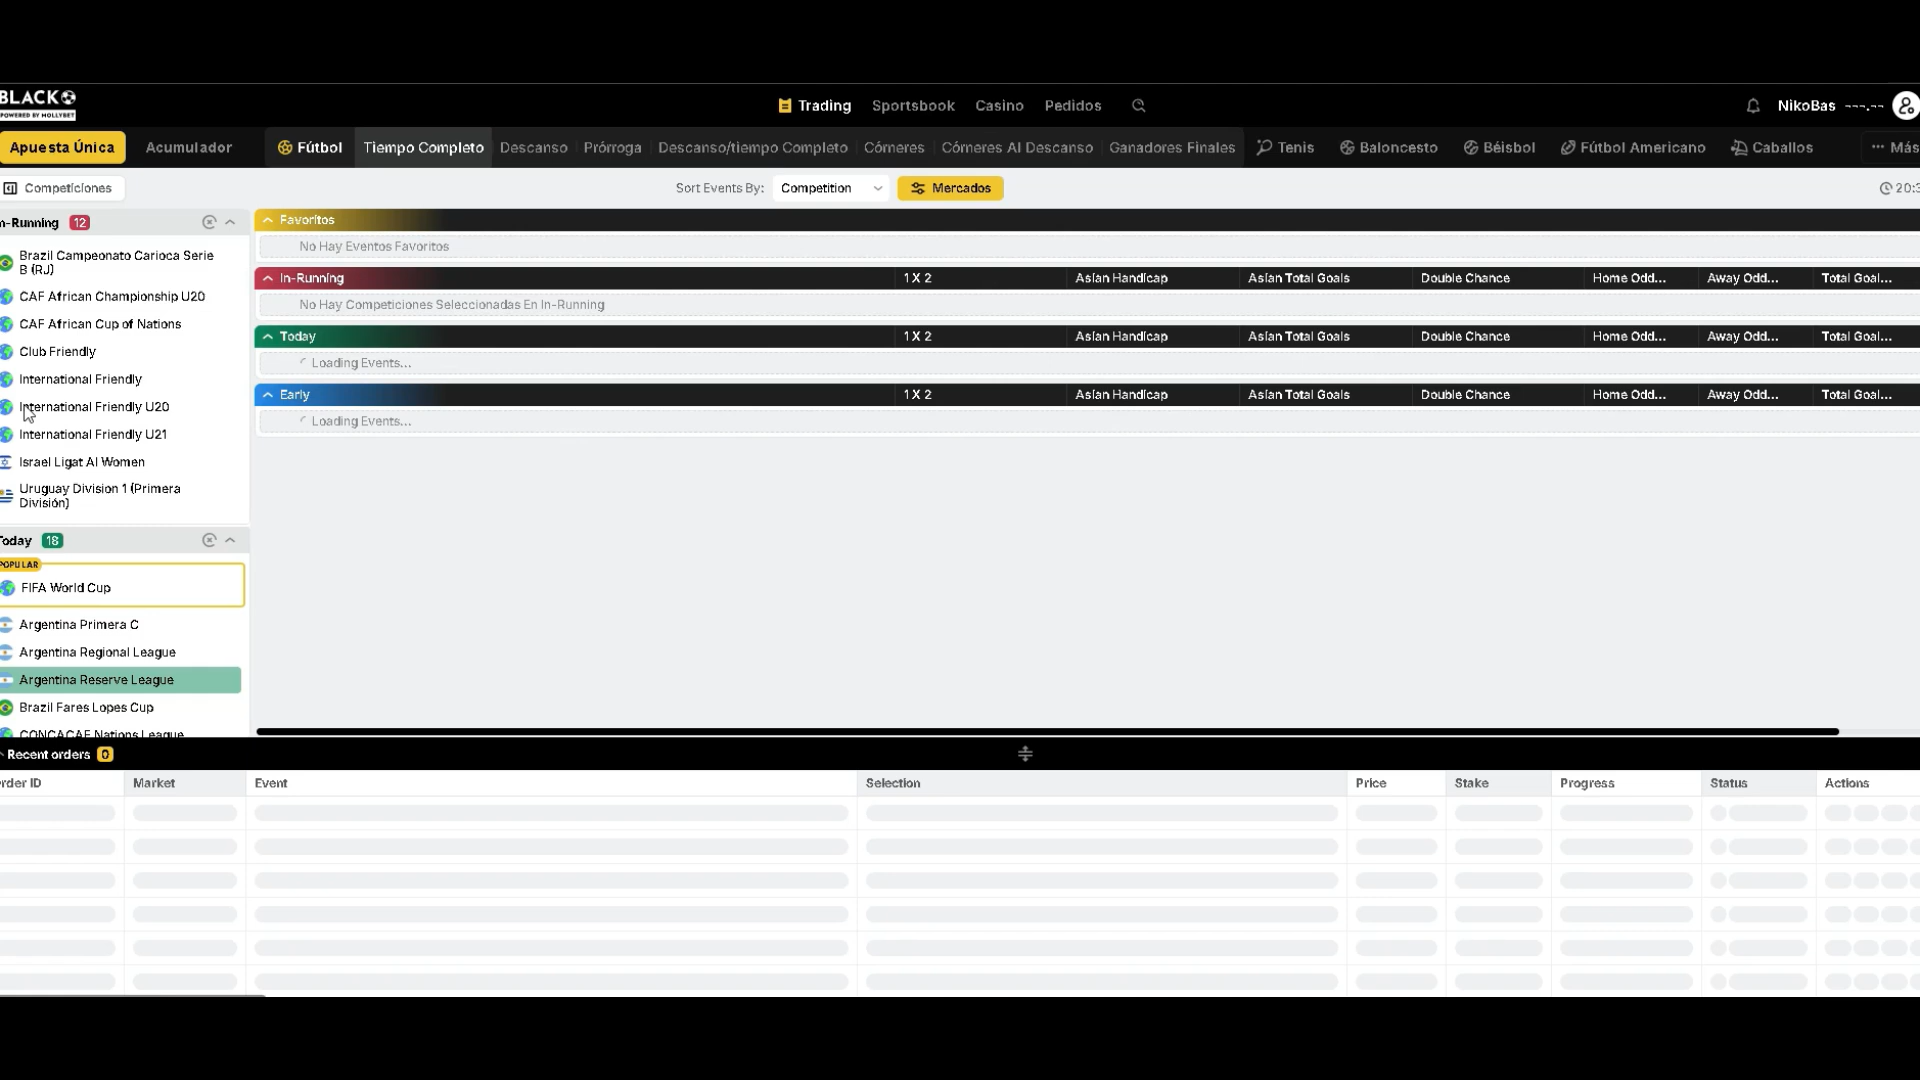 BLACK
POWERED BY MOLLYBET
Trading
Sportsbook
Casino
Pedidos
NikoBas ---.--
Apuesta Única
Acumulador
Fútbol
Tiempo Completo
Descanso
Prórroga
Descanso/tiempo Completo
Córneres
Córneres Al Descanso
Ganadores Finales
Tenis
Baloncesto
Béisbol
Fútbol Americano
Caballos
··· Más
Competiciones
Sort Events By:
Competition
Mercados
20:3
n-Running 12
Brazil Campeonato Carioca Serie
B (RJ)
CAF African Championship U20
CAF African Cup of Nations
Club Friendly
International Friendly
International Friendly U20
International Friendly U21
Israel Ligat Al Women
Uruguay Division 1 (Primera
División)
Today 18
POPULAR
FIFA World Cup
Argentina Primera C
Argentina Regional League
Argentina Reserve League
Brazil Fares Lopes Cup
CONCACAF Nations League
Favoritos
No Hay Eventos Favoritos
In-Running 1 X 2 Asian Handicap Asian Total Goals Double Chance Home Odd... Away Odd... Total Goal...
No Hay Competiciones Seleccionadas En In-Running
Today 1 X 2 Asian Handicap Asian Total Goals Double Chance Home Odd... Away Odd... Total Goal...
Loading Events...
Early 1 X 2 Asian Handicap Asian Total Goals Double Chance Home Odd... Away Odd... Total Goal...
Loading Events...
Recent orders 0
rder ID Market Event Selection Price Stake Progress Status Actions